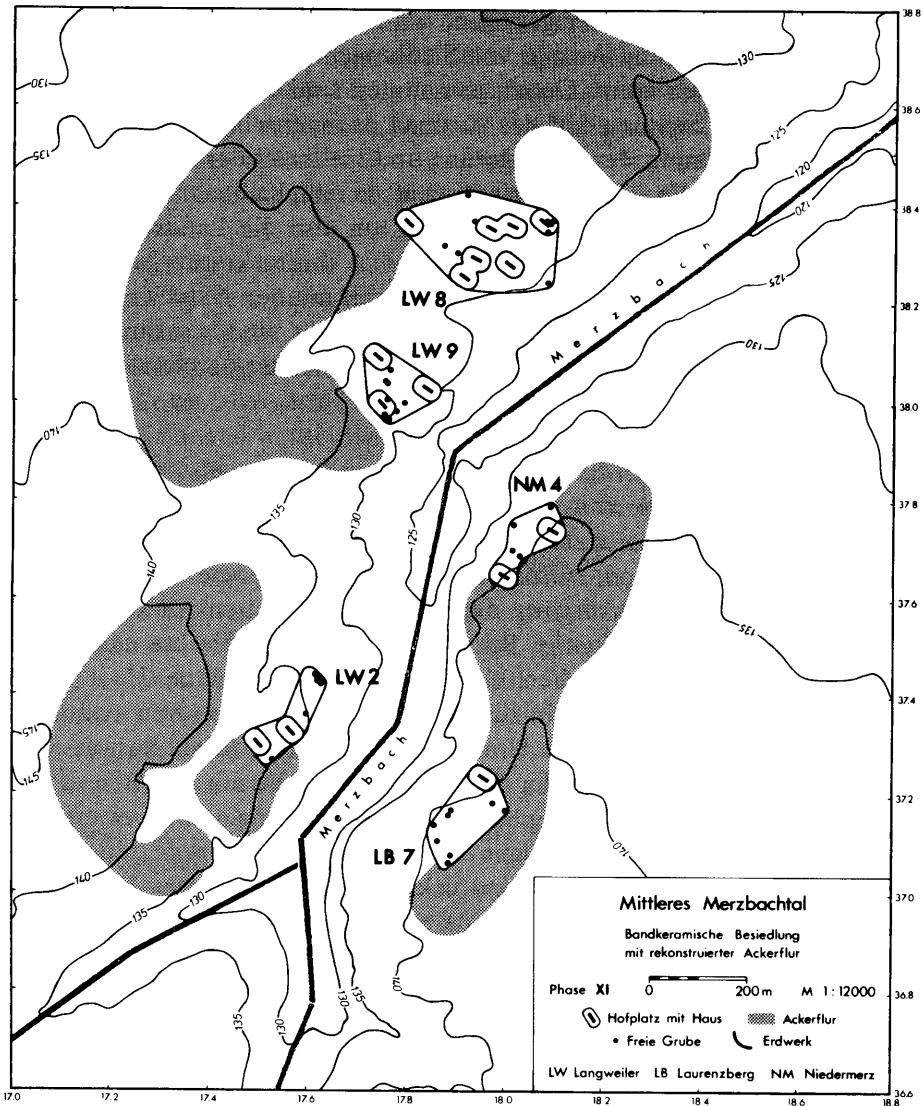 38.8
130
130
38.6
125
135
120
120
38.4
LW 8
Merzbach
125
38.2
LW 9
130
38.0
140
NM 4
37.8
135
130
125
140
37.6
135
LW 2
37.4
145
145
Merzbach
37.2
LB 7
140
140
37.0
135
130
140
130
135
135
130
36.8
36.6
Mittleres Merzbachtal
Bandkeramische Besiedlung
mit rekonstruierter Ackerflur
Phase XI 0 200 m M 1:12000
Hofplatz mit Haus Ackerflur
Freie Grube Erdwerk
LW Langweiler LB Laurenzberg NM Niedermerz
17.0 17.2 17.4 17.6 17.8 18.0 18.2 18.4 18.6 18.8